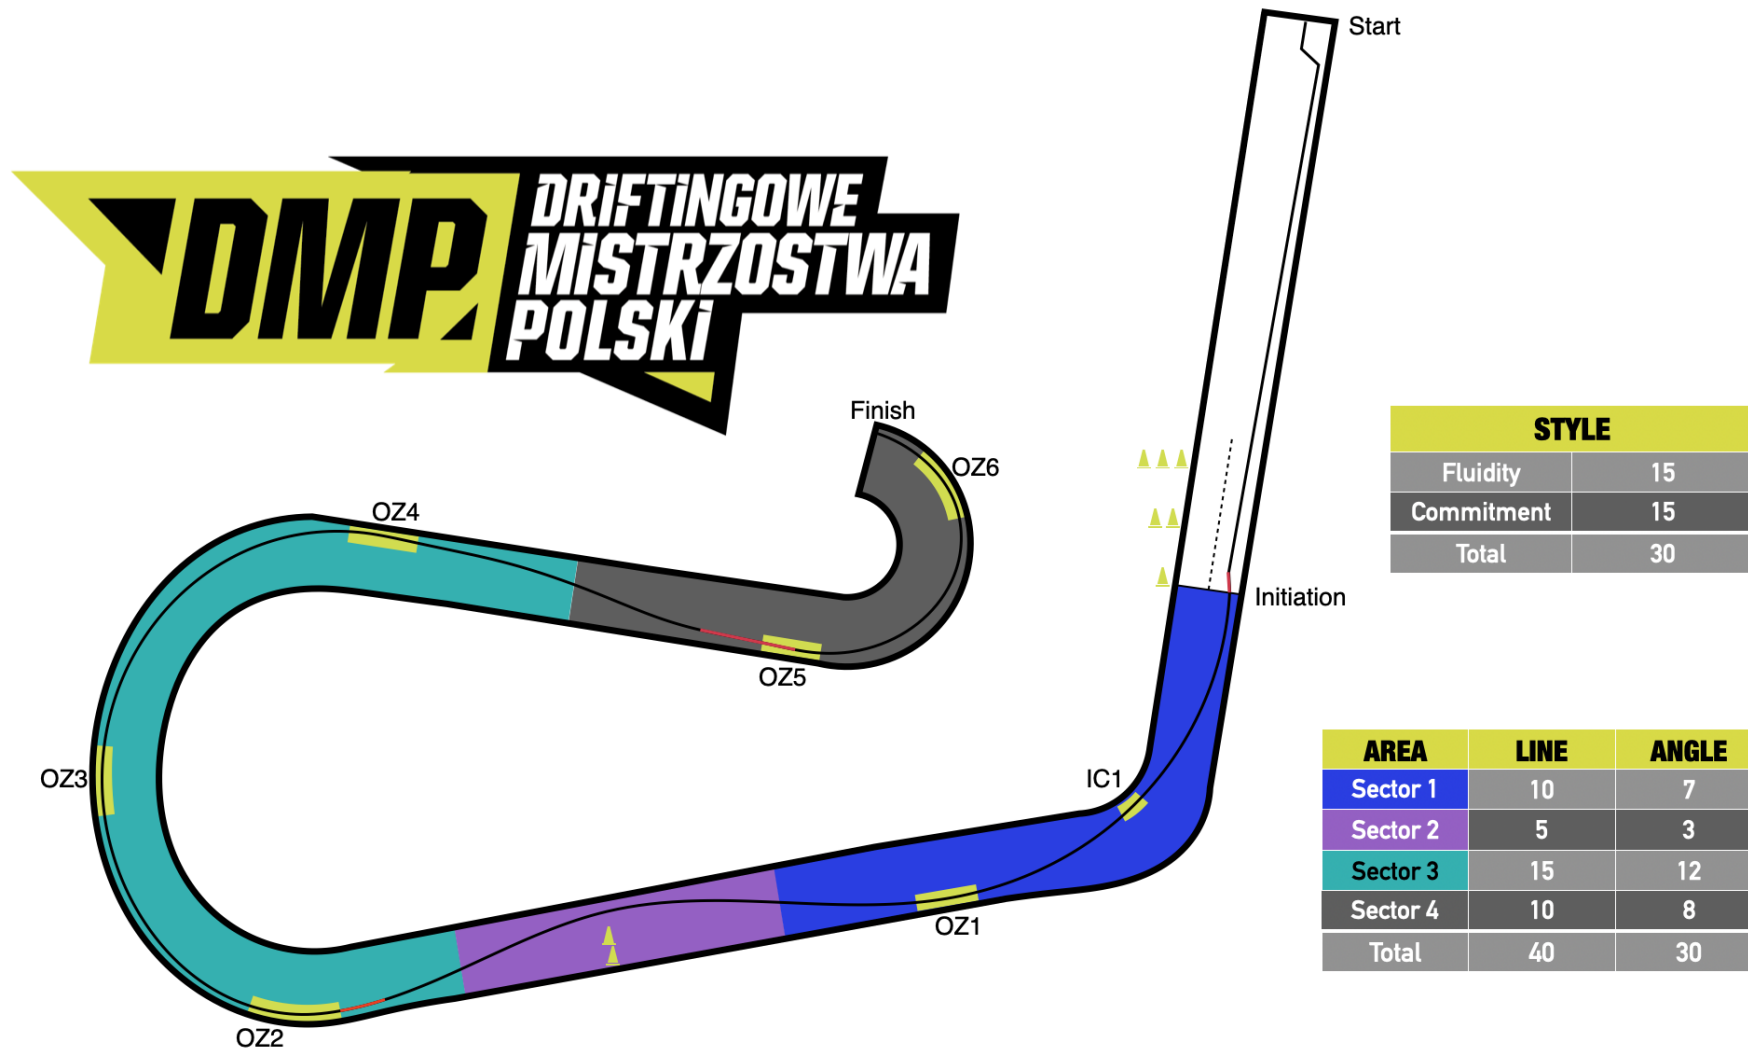 Start
DMP.
DRiFTiNGOWE
MiSTRZOSTWA
POLSKi
Finish
OZ6
OZ4
STYLE
Fluidity 15
Commitment 15
Total 30
Initiation
OZ5
OZ3
IC1
AREA LINE ANGLE
Sector 1 10 7
Sector 2 5 3
Sector 3 15 12
Sector 4 10 8
Total 40 30
OZ1
OZ2